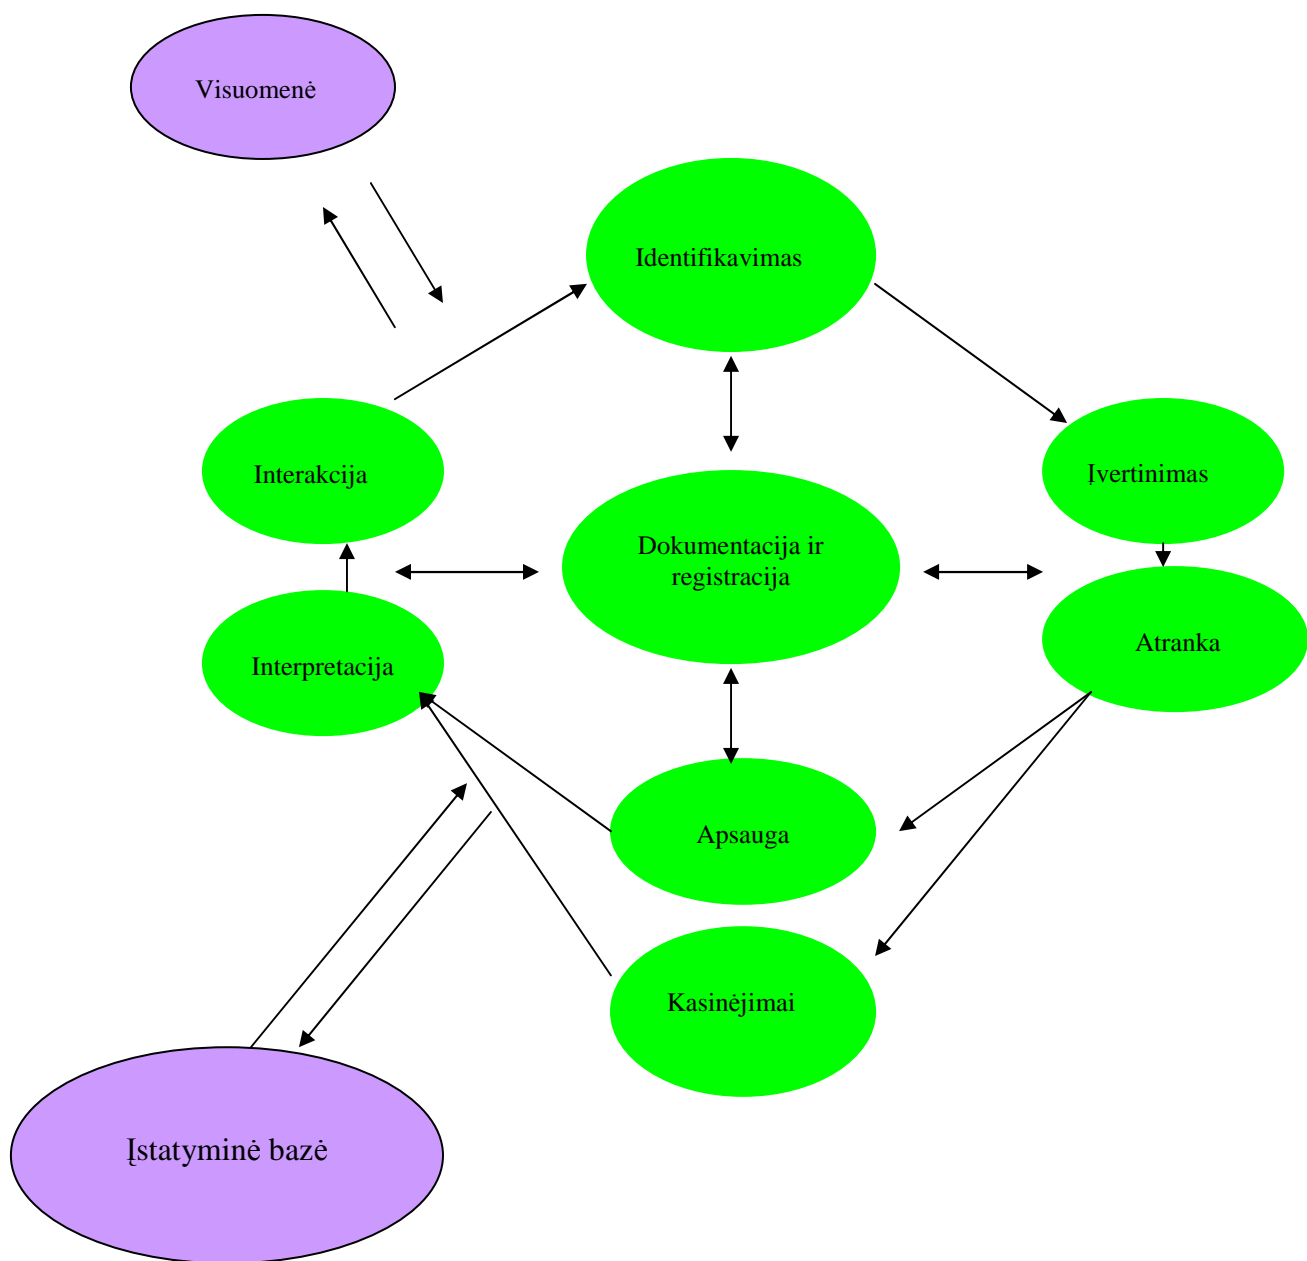 Visuomenė
Identifikavimas
Interakcija
Įvertinimas
Dokumentacija ir
registracija
Atranka
Interpretacija
Apsauga
Kasinėjimai
Įstatyminė bazė